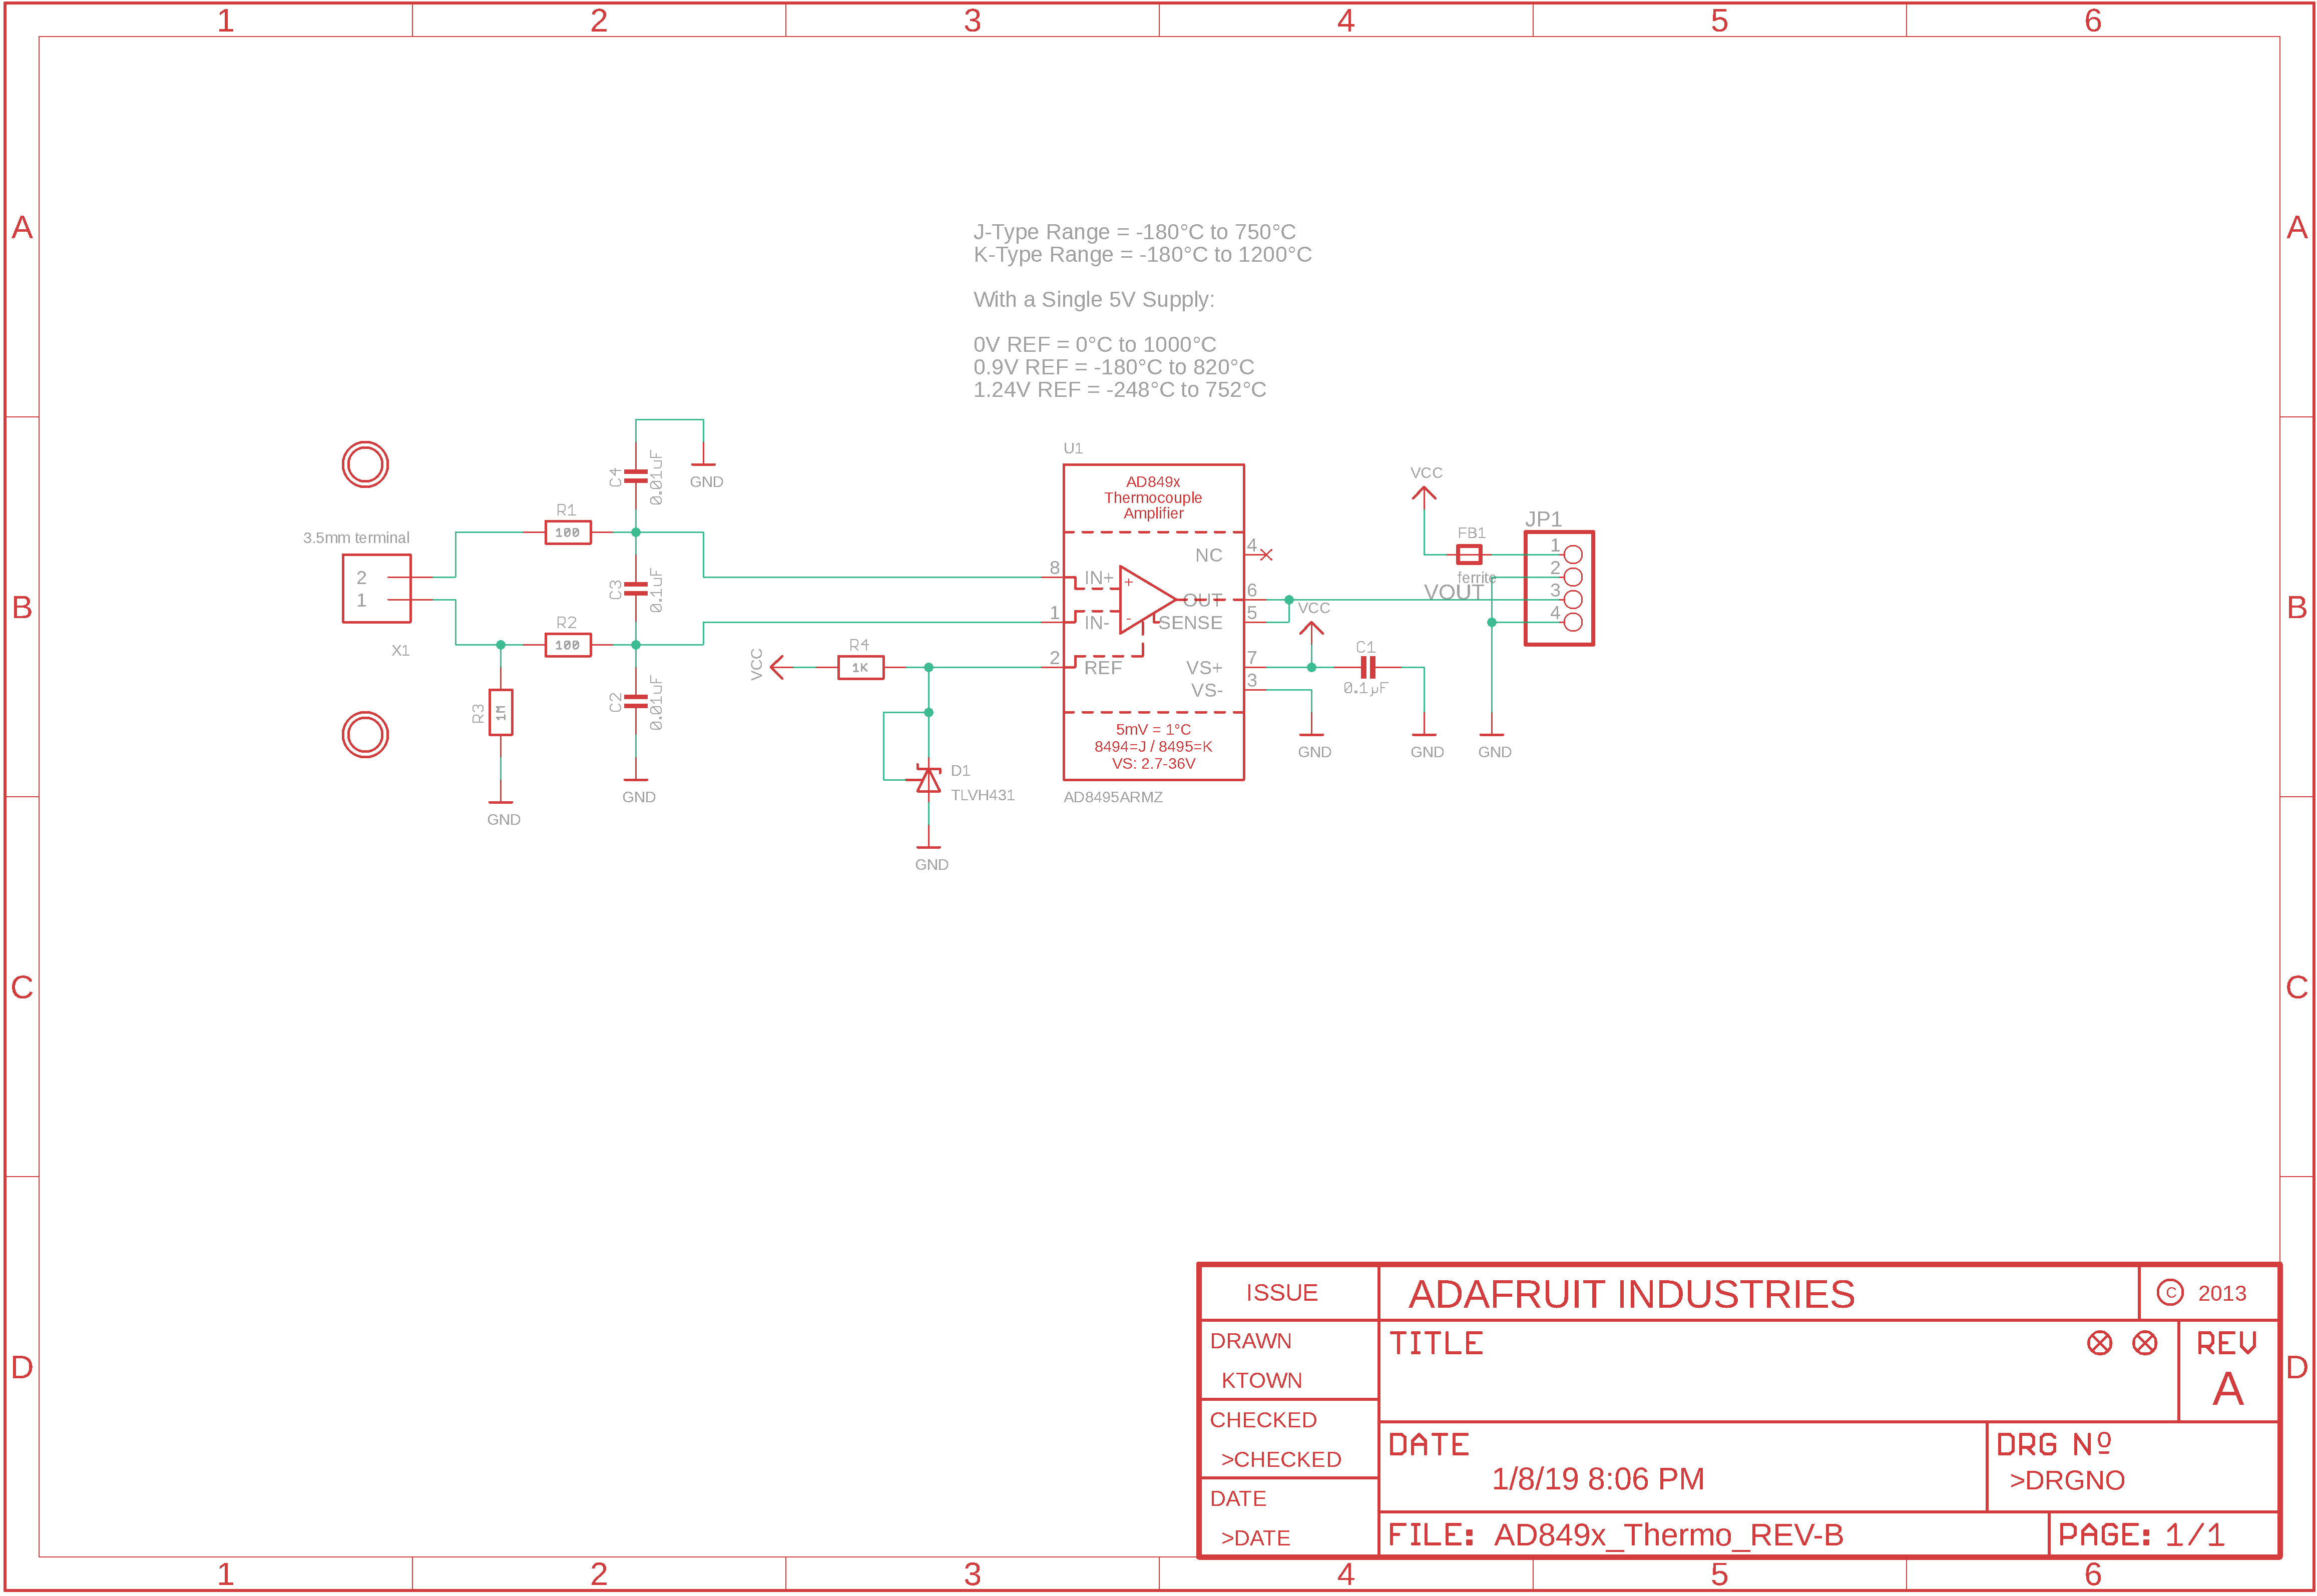 1 2 3 4 5 6
A A
J-Type Range = -180°C to 750°C
K-Type Range = -180°C to 1200°C
With a Single 5V Supply:
0V REF = 0°C to 1000°C
0.9V REF = -180°C to 820°C
1.24V REF = -248°C to 752°C
B B
3.5mm terminal
2
1
X1
R1
100
R2
100
R3
1M
GND
C4
0.01uF
GND
C3
0.1uF
C2
0.01uF
GND
VCC
R4
1K
D1
TLVH431
GND
U1
AD849x
Thermocouple
Amplifier
NC 4
8 IN+
+
OUT 6
1 IN-
-
SENSE 5
2 REF
VS+ 7
VS- 3
5mV = 1°C
8494=J / 8495=K
VS: 2.7-36V
AD8495ARMZ
VCC
C1
0.1µF
GND
GND
VCC
FB1
ferrite
VOUT
JP1
1
2
3
4
GND
C C
D D
ISSUE
ADAFRUIT INDUSTRIES
C 2013
DRAWN
KTOWN
TITLE
REV
A
CHECKED
>CHECKED
DATE
1/8/19 8:06 PM
DRG Nº
>DRGNO
DATE
>DATE
FILE: AD849x_Thermo_REV-B
PAGE: 1/1
1 2 3 4 5 6